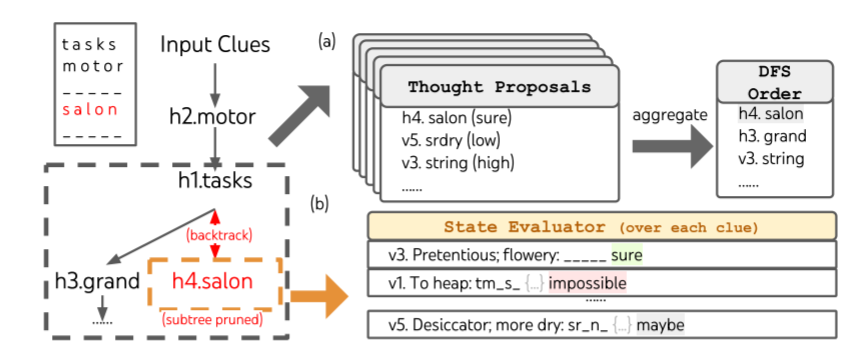 tasks
motor
_____
salon
_____
Input Clues
h2.motor
h1.tasks
(backtrack)
h3.grand
h4.salon
......
(subtree pruned)
(a)
Thought Proposals
h4. salon (sure)
v5. srdry (low)
v3. string (high)
......
aggregate
DFS
Order
h4. salon
h3. grand
v3. string
......
(b)
State Evaluator (over each clue)
v3. Pretentious; flowery: _____ sure
v1. To heap: tm_s_ {...} impossible
......
v5. Desiccator; more dry: sr_n_ {...} maybe